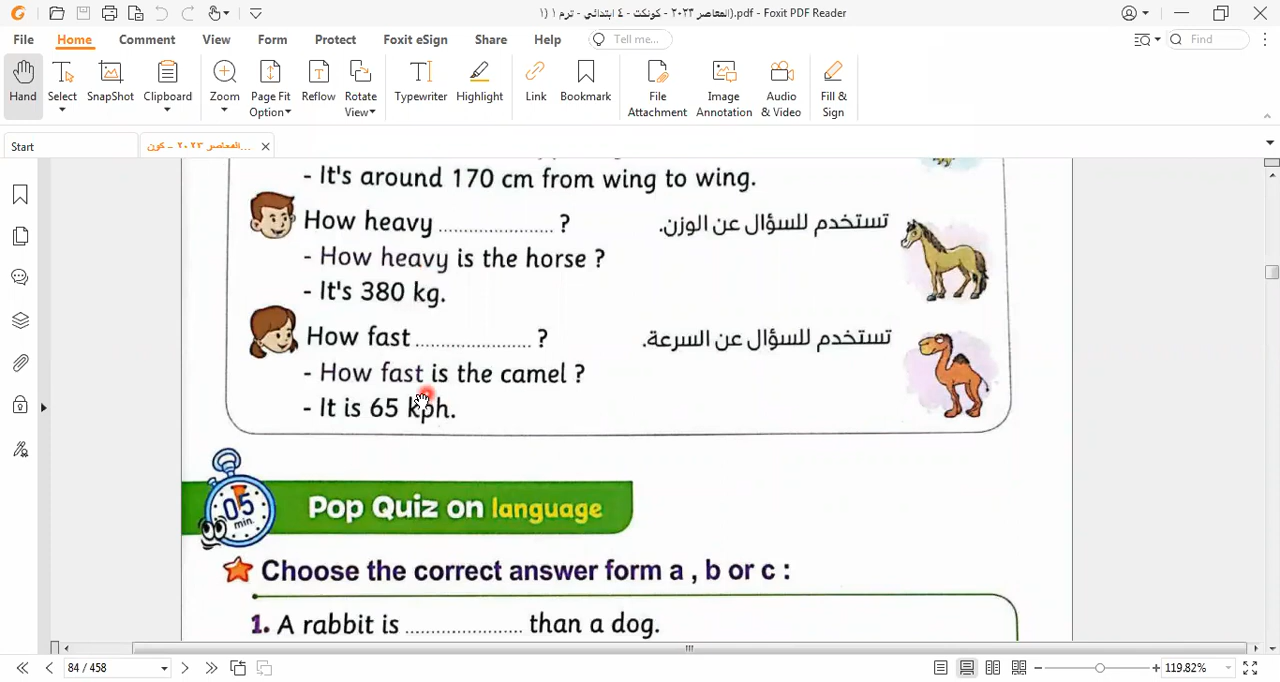 (المعاصر ٢٠٢٣ - كونكت - ٤ ابتدائي - ترم ١ (١.pdf - Foxit PDF Reader
File Home Comment View Form Protect Foxit eSign Share Help Tell me... Find
Hand Select SnapShot Clipboard Zoom Page Fit Option Reflow Rotate View Typewriter Highlight Link Bookmark File Attachment Image Annotation Audio & Video Fill & Sign
Start المعاصر ٢٠٢٣ - كون...
- It's around 170 cm from wing to wing.
How heavy ...................... ? تستخدم للسؤال عن الوزن.
- How heavy is the horse ?
- It's 380 kg.
How fast ...................... ? تستخدم للسؤال عن السرعة.
- How fast is the camel ?
- It is 65 kph.
05 min.
Pop Quiz on language
Choose the correct answer form a , b or c :
1. A rabbit is ...................... than a dog.
84 / 458 119.82%